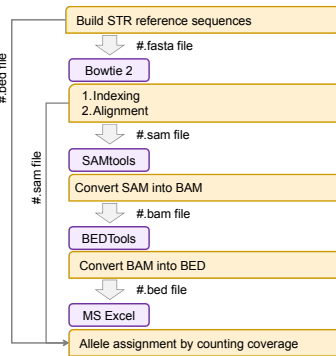 Build STR reference sequences
#.fasta file
#.bed file
Bowtie 2
1.Indexing
2.Alignment
#.sam file
#.sam file
SAMtools
Convert SAM into BAM
#.bam file
BEDTools
Convert BAM into BED
#.bed file
MS Excel
Allele assignment by counting coverage